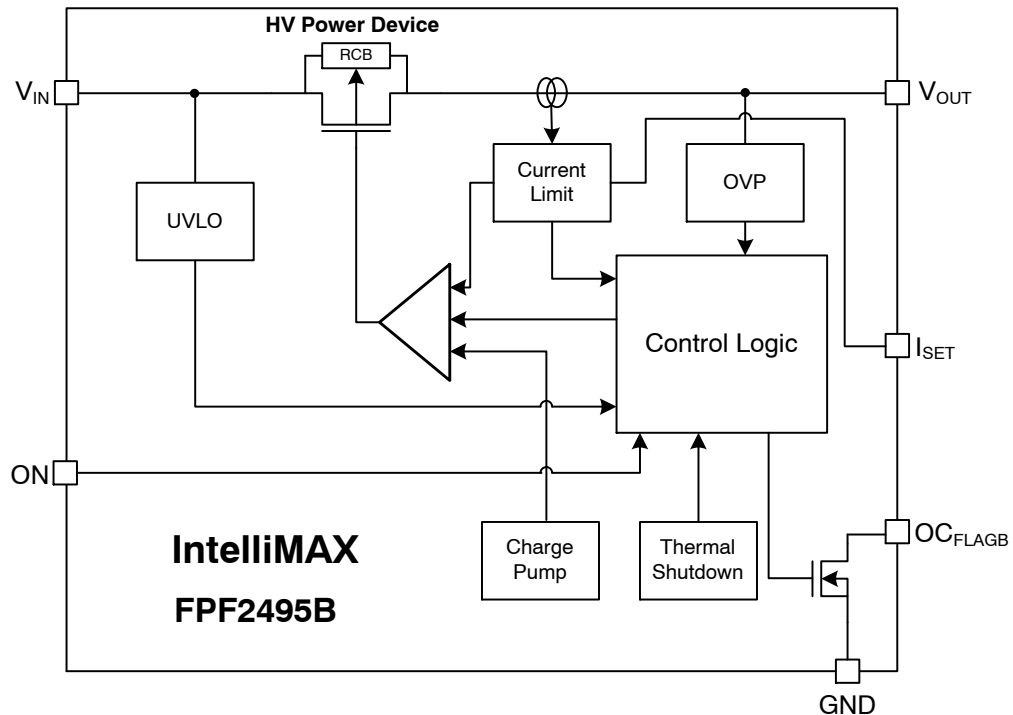 HV Power Device
RCB
VIN
VOUT
Current
Limit
OVP
UVLO
Control Logic
ISET
ON
OCFLAGB
IntelliMAX
FPF2495B
Charge
Pump
Thermal
Shutdown
GND